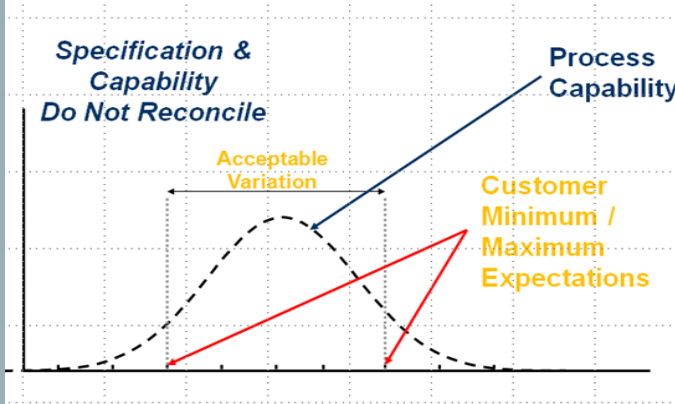 Specification &
Capability
Do Not Reconcile
Process
Capability
Acceptable
Variation
Customer
Minimum /
Maximum
Expectations